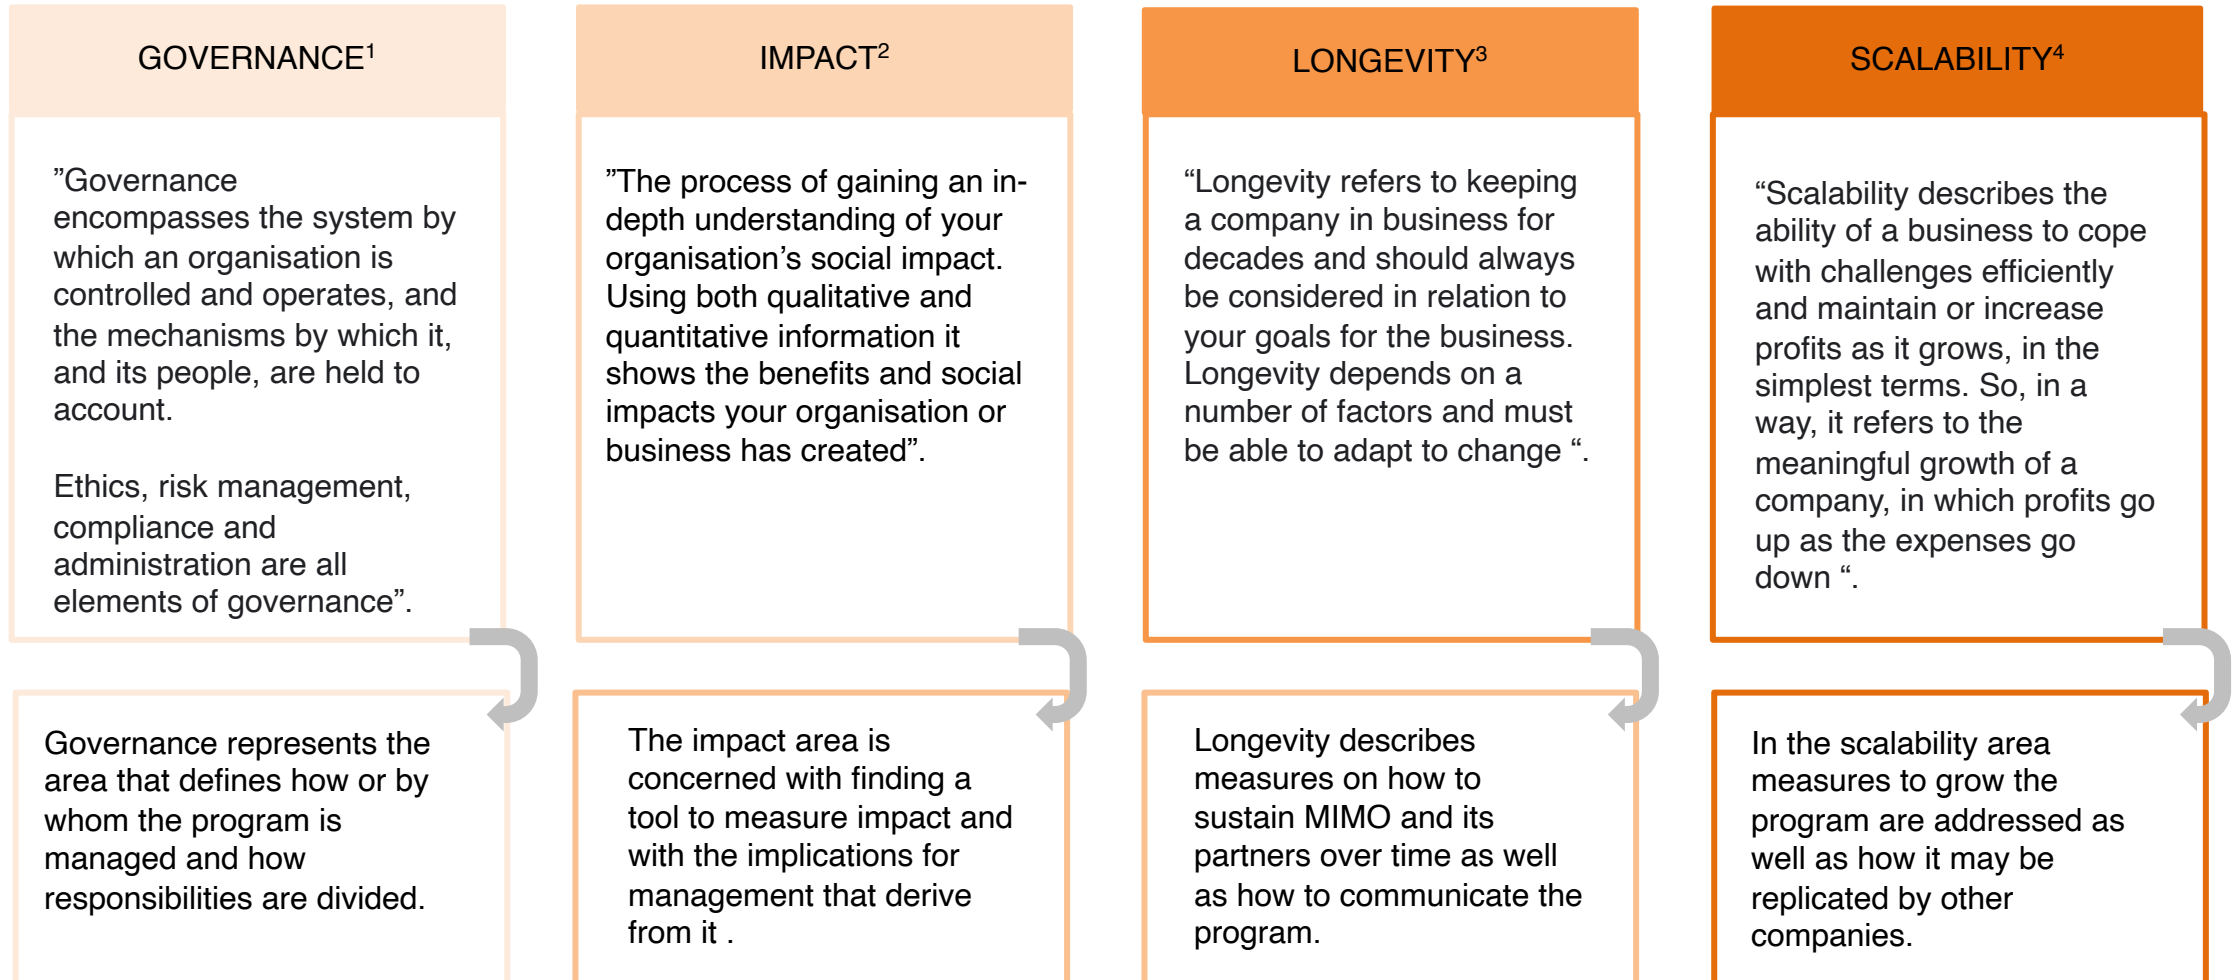 GOVERNANCE¹
”Governance
encompasses the system by
which an organisation is
controlled and operates, and
the mechanisms by which it,
and its people, are held to
account.
Ethics, risk management,
compliance and
administration are all
elements of governance”.
Governance represents the
area that defines how or by
whom the program is
managed and how
responsibilities are divided.
IMPACT²
”The process of gaining an in-
depth understanding of your
organisation’s social impact.
Using both qualitative and
quantitative information it
shows the benefits and social
impacts your organisation or
business has created”.
The impact area is
concerned with finding a
tool to measure impact and
with the implications for
management that derive
from it .
LONGEVITY³
“Longevity refers to keeping
a company in business for
decades and should always
be considered in relation to
your goals for the business.
Longevity depends on a
number of factors and must
be able to adapt to change “.
Longevity describes
measures on how to
sustain MIMO and its
partners over time as well
as how to communicate the
program.
SCALABILITY⁴
“Scalability describes the
ability of a business to cope
with challenges efficiently
and maintain or increase
profits as it grows, in the
simplest terms. So, in a
way, it refers to the
meaningful growth of a
company, in which profits go
up as the expenses go
down “.
In the scalability area
measures to grow the
program are addressed as
well as how it may be
replicated by other
companies.